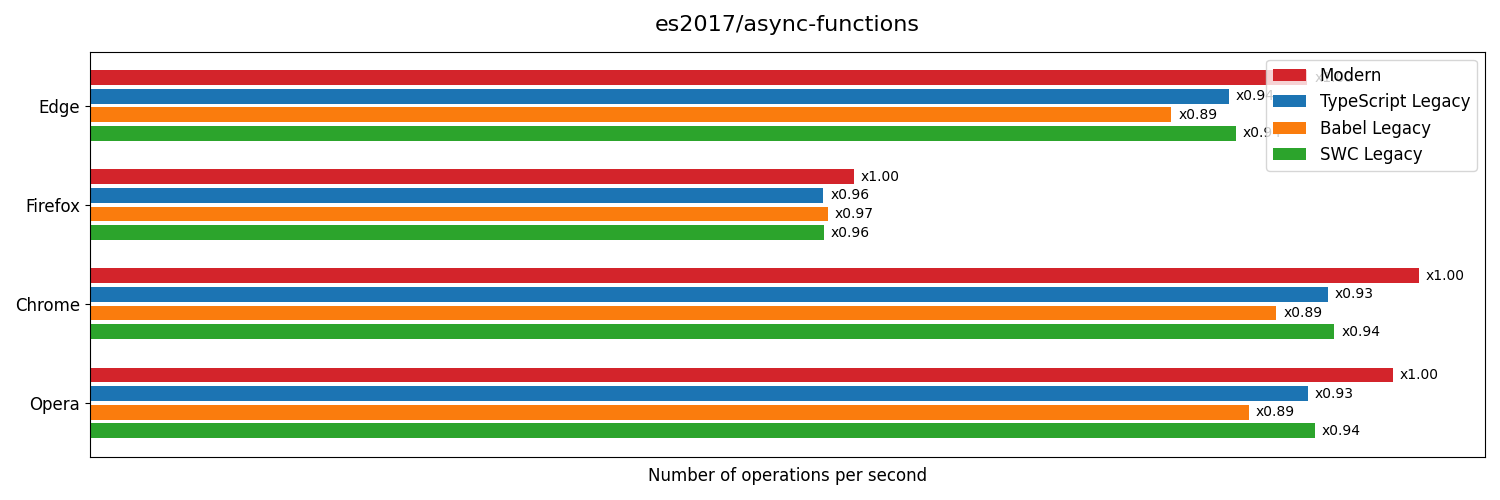 es2017/async-functions
Edge
x0.94
x0.89
Firefox
x1.00
x0.96
x0.97
x0.96
Chrome
x1.00
x0.93
x0.89
x0.94
Opera
x1.00
x0.93
x0.89
x0.94
Modern
TypeScript Legacy
Babel Legacy
SWC Legacy
Number of operations per second